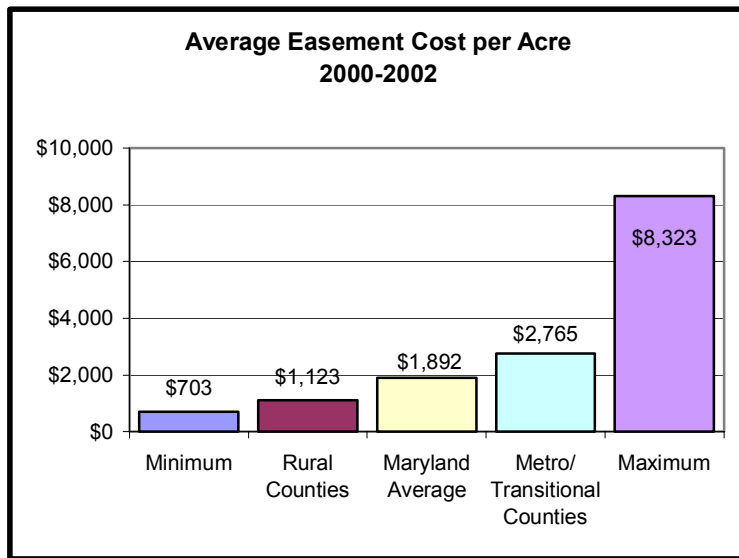 Average Easement Cost per Acre
2000-2002
$10,000
$8,000
$6,000
$4,000
$2,000
$0
$703
$1,123
$1,892
$2,765
$8,323
Minimum
Rural
Counties
Maryland
Average
Metro/
Transitional
Counties
Maximum